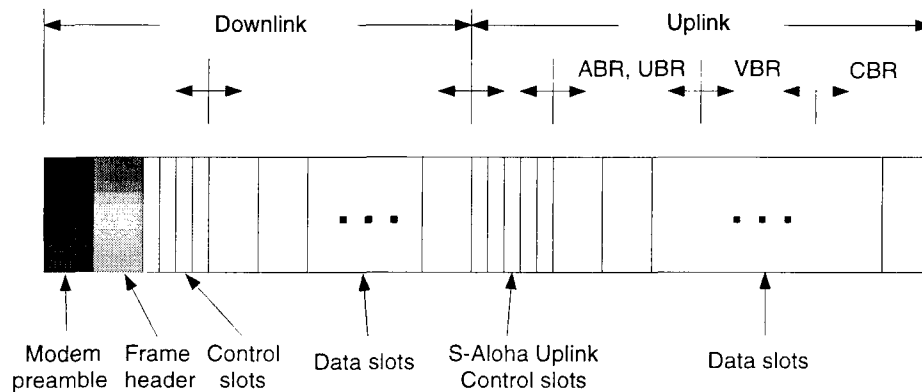 Downlink
Uplink
ABR, UBR
VBR
CBR
Modem
preamble
Frame
header
Control
slots
Data slots
S-Aloha Uplink
Control slots
Data slots